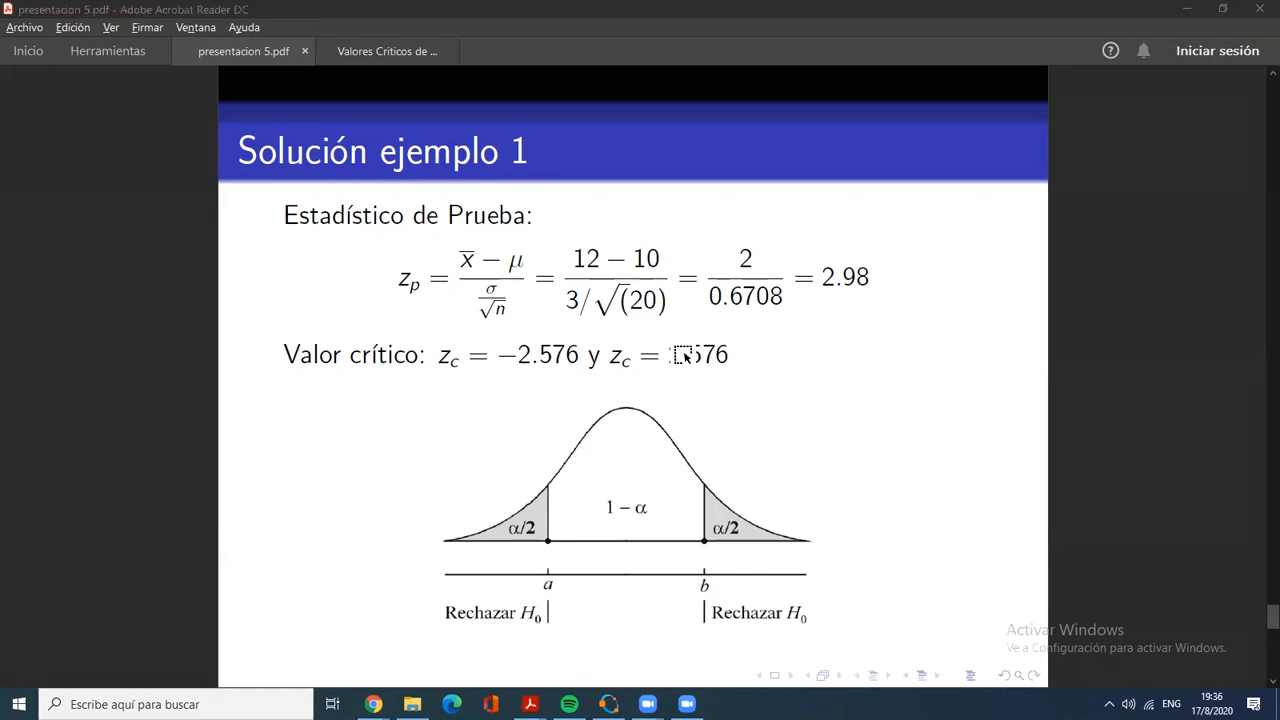 presentacion 5.pdf - Adobe Acrobat Reader DC
Archivo Edición Ver Firmar Ventana Ayuda
Inicio Herramientas presentacion 5.pdf × Valores Criticos de ... Iniciar sesión
Solución ejemplo 1
Estadístico de Prueba:
z_p = (x̅ − μ)/(σ/√n) = (12 − 10)/(3/√(20)) = 2/0.6708 = 2.98
Valor crítico: z_c = −2.576 y z_c = 576
1 − α
α/2 α/2
a b
Rechazar H₀ Rechazar H₀
Activar Windows
Ve a Configuración para activar Windows.
Escribe aquí para buscar
ENG
19:36
17/8/2020